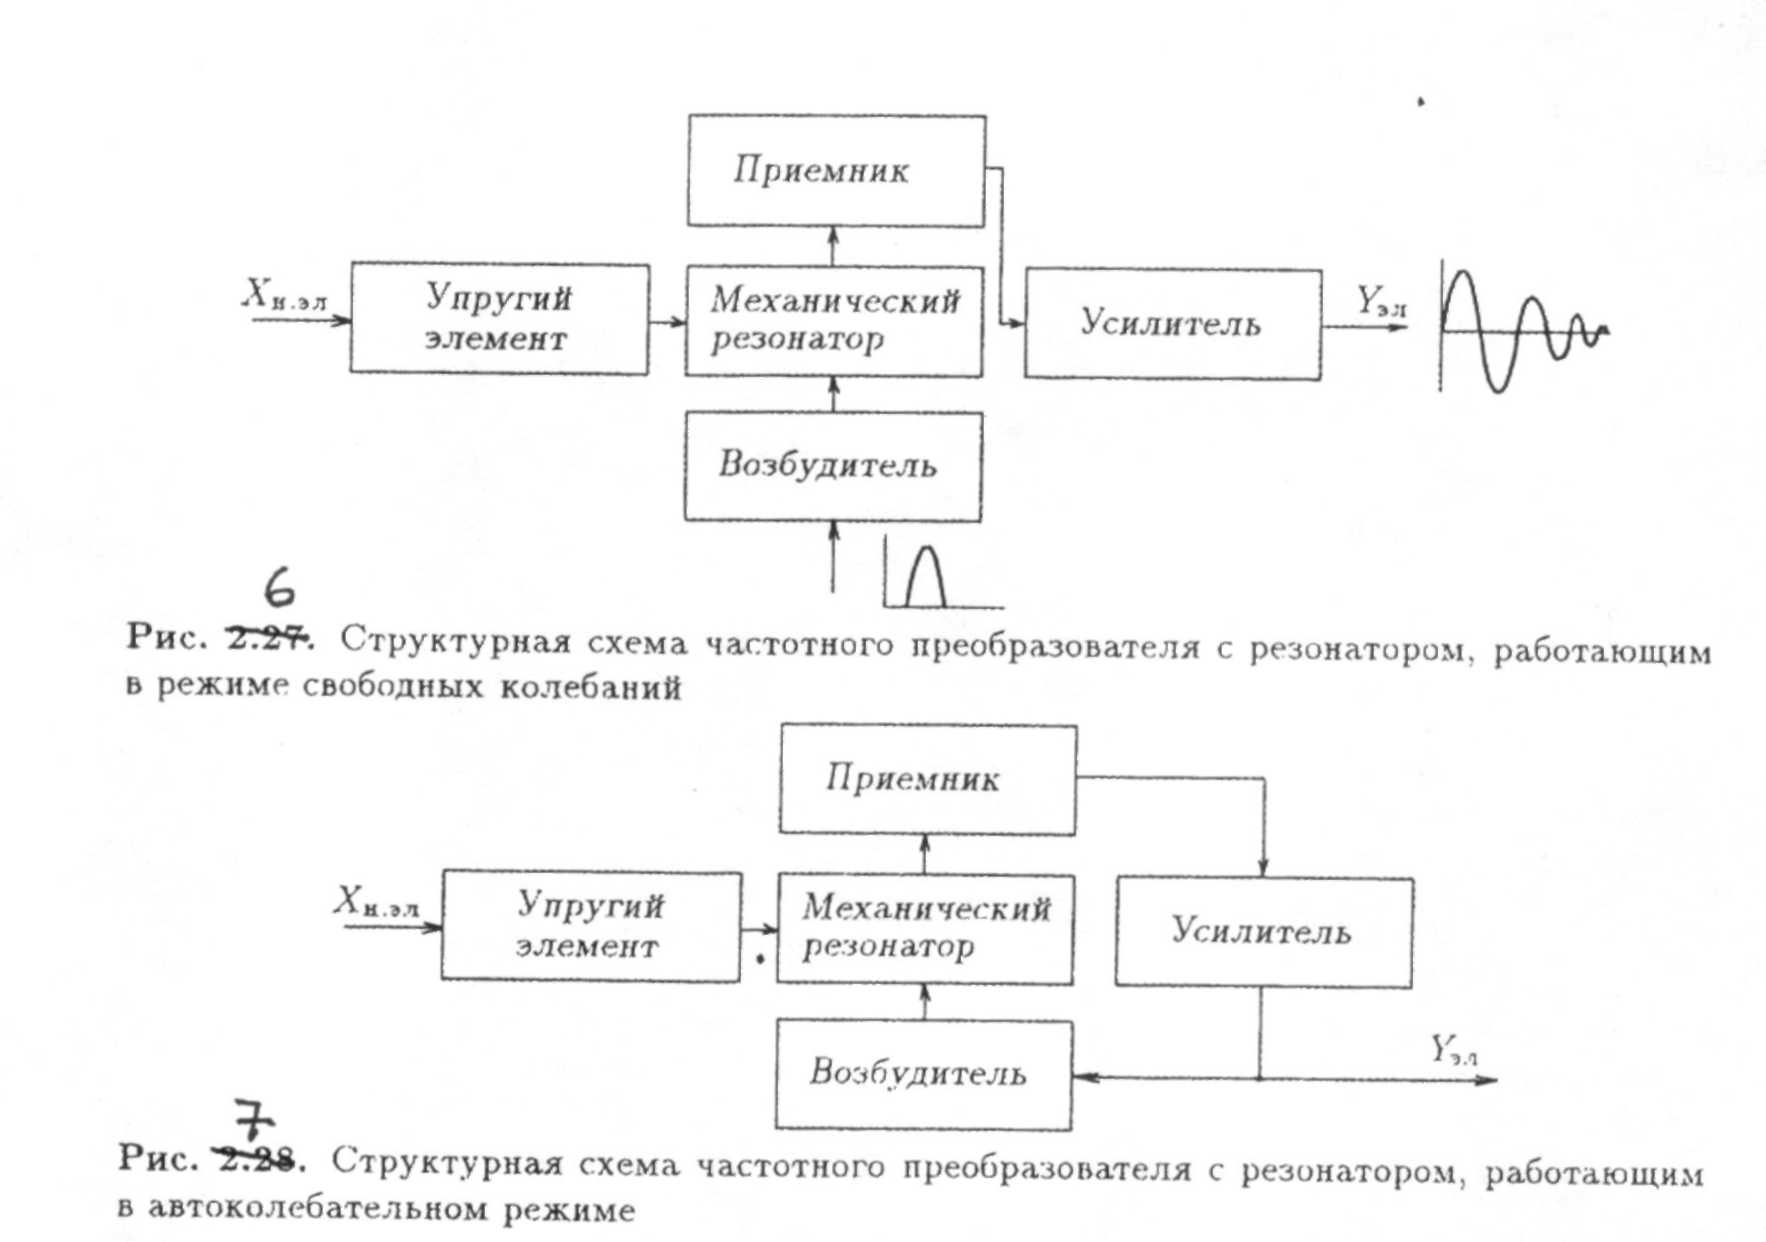 Приемник
Xн.эл
Упругий
элемент
Механический
резонатор
Усилитель
Yэл
Возбудитель
6
Рис. 2.27. Структурная схема частотного преобразователя с резонатором, работающим
в режиме свободных колебаний
Приемник
Xн.эл
Упругий
элемент
Механический
резонатор
Усилитель
Возбудитель
Yэл
7
Рис. 2.28. Структурная схема частотного преобразователя с резонатором, работающим
в автоколебательном режиме